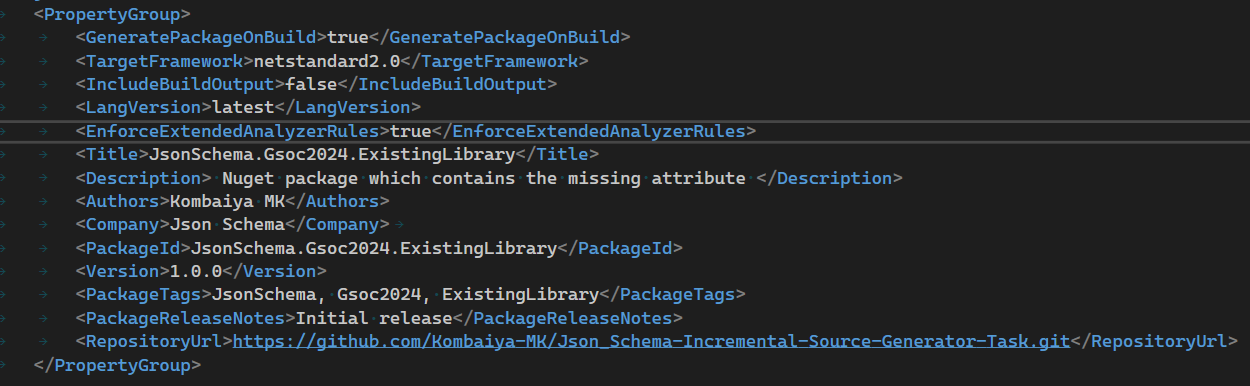 <PropertyGroup>
<GeneratePackageOnBuild>true</GeneratePackageOnBuild>
<TargetFramework>netstandard2.0</TargetFramework>
<IncludeBuildOutput>false</IncludeBuildOutput>
<LangVersion>latest</LangVersion>
<EnforceExtendedAnalyzerRules>true</EnforceExtendedAnalyzerRules>
<Title>JsonSchema.Gsoc2024.ExistingLibrary</Title>
<Description> Nuget package which contains the missing attribute </Description>
<Authors>Kombaiya MK</Authors>
<Company>Json Schema</Company>
<PackageId>JsonSchema.Gsoc2024.ExistingLibrary</PackageId>
<Version>1.0.0</Version>
<PackageTags>JsonSchema, Gsoc2024, ExistingLibrary</PackageTags>
<PackageReleaseNotes>Initial release</PackageReleaseNotes>
<RepositoryUrl>https://github.com/Kombaiya-MK/Json_Schema-Incremental-Source-Generator-Task.git</RepositoryUrl>
</PropertyGroup>